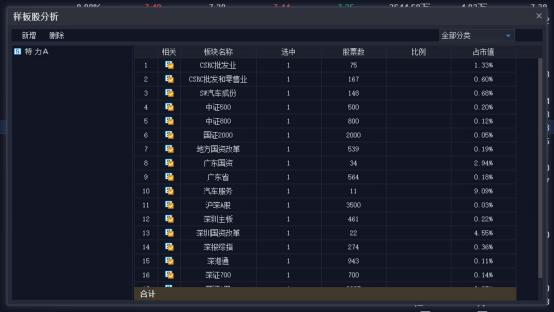 样板股分析
新增 删除 全部分类
特 力A
相关 板块名称 选中 股票数 比例 占市值
1 CSRC批发业 1 75 1.33%
2 CSRC批发和零售业 1 167 0.60%
3 SW汽车成份 1 148 0.68%
4 中证500 1 500 0.20%
5 中证800 1 800 0.12%
6 国证2000 1 2000 0.05%
7 地方国资改革 1 539 0.19%
8 广东国资 1 34 2.94%
9 广东省 1 564 0.18%
10 汽车服务 1 11 9.09%
11 沪深A股 1 3500 0.03%
12 深圳主板 1 461 0.22%
13 深圳国资改革 1 22 4.55%
14 深报综指 1 274 0.36%
15 深港通 1 943 0.11%
16 深证700 1 700 0.14%
合计